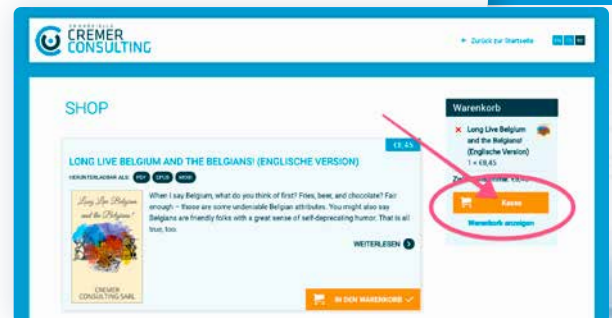 CREMER
CONSULTING
← Zurück zur Startseite
SHOP
€8,45
LONG LIVE BELGIUM AND THE BELGIANS! (ENGLISCHE VERSION)
HERUNTERLADBAR ALS: PDF EPUB MOBI
Long Live Belgium
and the Belgians!
CREMER
CONSULTING SARL
When I say Belgium, what do you think of first? Fries, beer, and chocolate? Fair
enough – these are some undeniable Belgian attributes. You might also say
Belgians are friendly folks with a great sense of self-deprecating humor. That is all
true, too.
WEITERLESEN
IN DEN WARENKORB
Warenkorb
Long Live Belgium
and the Belgians!
(Englische Version)
1 × €8,45
€8,45
Kasse
Warenkorb anzeigen